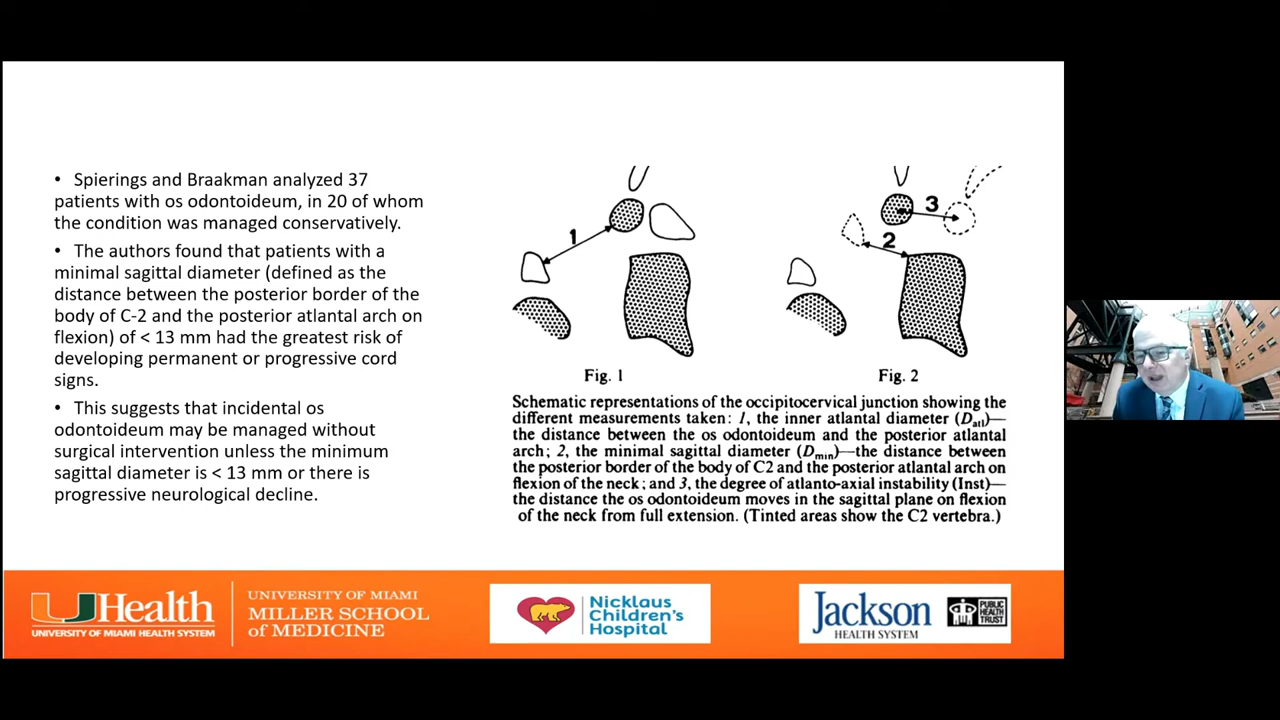 • Spierings and Braakman analyzed 37
patients with os odontoideum, in 20 of whom
the condition was managed conservatively.
• The authors found that patients with a
minimal sagittal diameter (defined as the
distance between the posterior border of the
body of C-2 and the posterior atlantal arch on
flexion) of < 13 mm had the greatest risk of
developing permanent or progressive cord
signs.
• This suggests that incidental os
odontoideum may be managed without
surgical intervention unless the minimum
sagittal diameter is < 13 mm or there is
progressive neurological decline.
1
2
3
Fig. 1
Fig. 2
Schematic representations of the occipitocervical junction showing the
different measurements taken: 1, the inner atlantal diameter (Datl)—
the distance between the os odontoideum and the posterior atlantal
arch; 2, the minimal sagittal diameter (Dmin)—the distance between
the posterior border of the body of C2 and the posterior atlantal arch on
flexion of the neck; and 3, the degree of atlanto-axial instability (Inst)—
the distance the os odontoideum moves in the sagittal plane on flexion
of the neck from full extension. (Tinted areas show the C2 vertebra.)
UHealth
UNIVERSITY OF MIAMI HEALTH SYSTEM
UNIVERSITY OF MIAMI
MILLER SCHOOL
of MEDICINE
Nicklaus
Children's
Hospital
Jackson
HEALTH SYSTEM
PUBLIC
HEALTH
TRUST